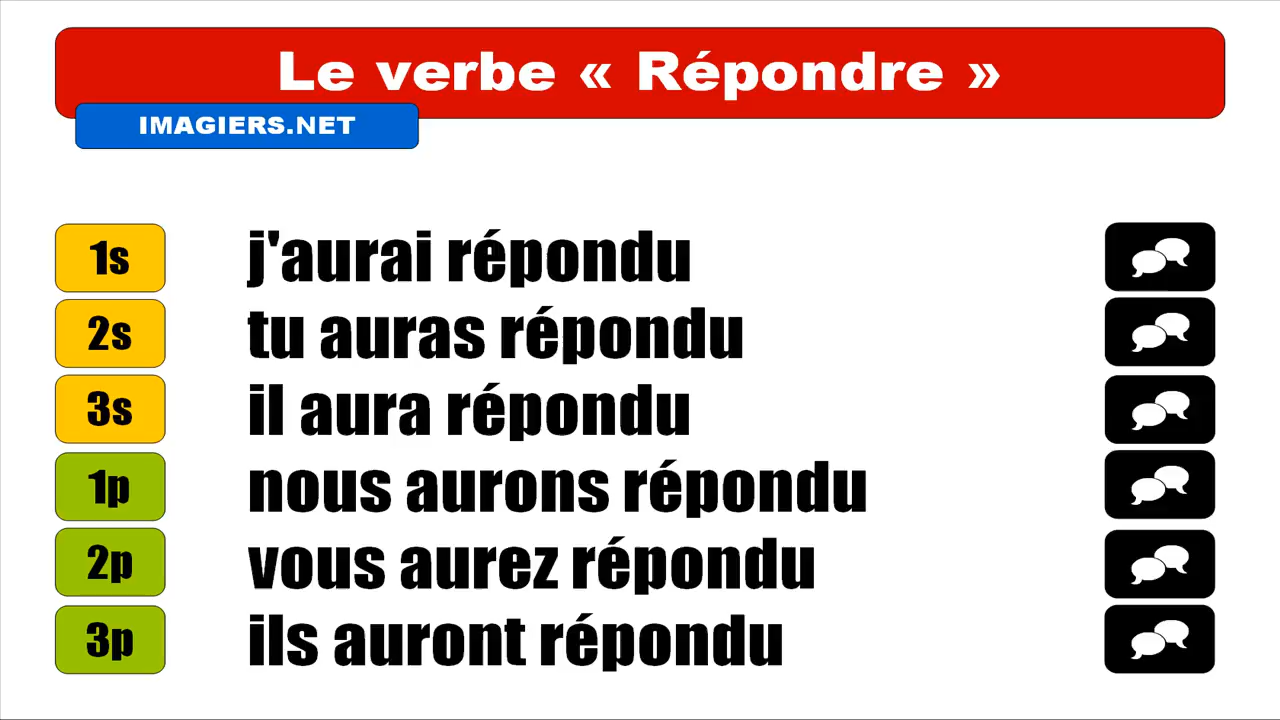 Le verbe « Répondre »
IMAGIERS.NET
1s j'aurai répondu
2s tu auras répondu
3s il aura répondu
1p nous aurons répondu
2p vous aurez répondu
3p ils auront répondu